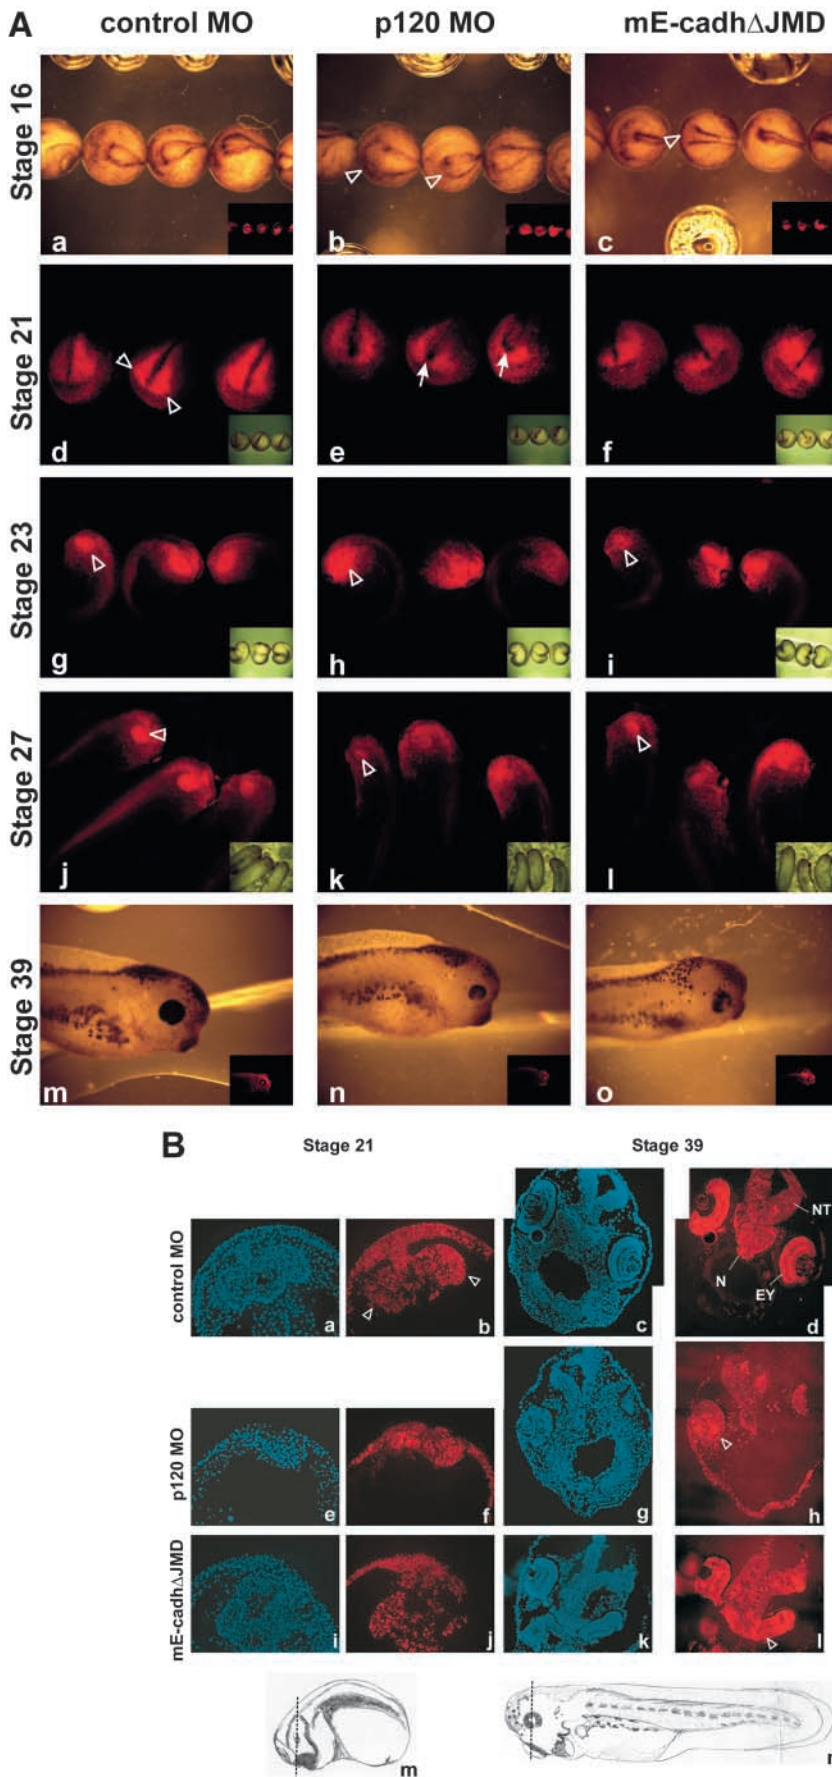 A
control MO p120 MO mE-cadhΔJMD
Stage 16
a b c
Stage 21
d e f
Stage 23
g h i
Stage 27
j k l
Stage 39
m n o
B
Stage 21 Stage 39
control MO
a b c d
NT
N
EY
p120 MO
e f g h
mE-cadhΔJMD
i j k l
m